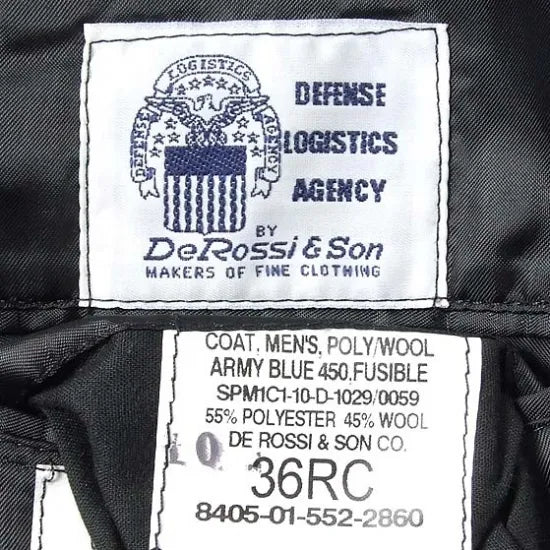 LOGISTICS
DEFENSE
AGENCY
DEFENSE
LOGISTICS
AGENCY
BY
DeRossi & Son
MAKERS OF FINE CLOTHING
COAT, MEN'S, POLY/WOOL
ARMY BLUE 450, FUSIBLE
SPM1C1-10-D-1029/0059
55% POLYESTER 45% WOOL
DE ROSSI & SON CO.
36RC
8405-01-552-2860